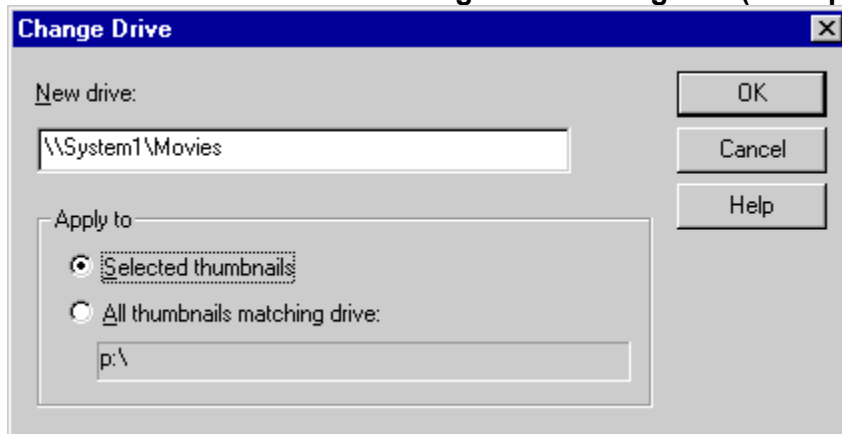 Change Drive
New drive:
OK
\\System1\Movies
Cancel
Help
Apply to
Selected thumbnails
All thumbnails matching drive:
p:\